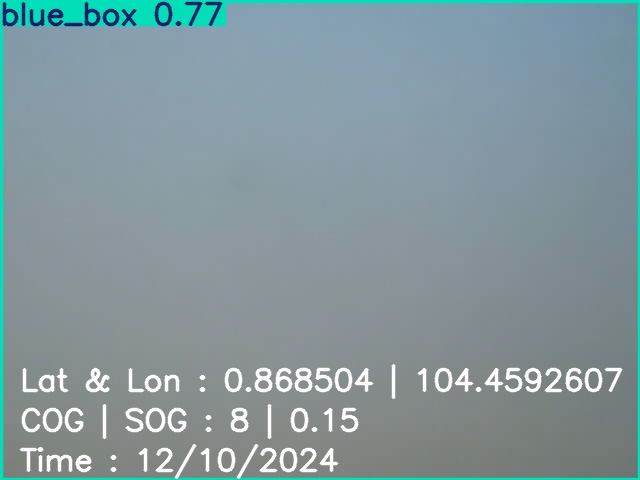 blue_box 0.77
Lat & Lon : 0.868504 | 104.4592607
COG | SOG : 8 | 0.15
Time : 12/10/2024